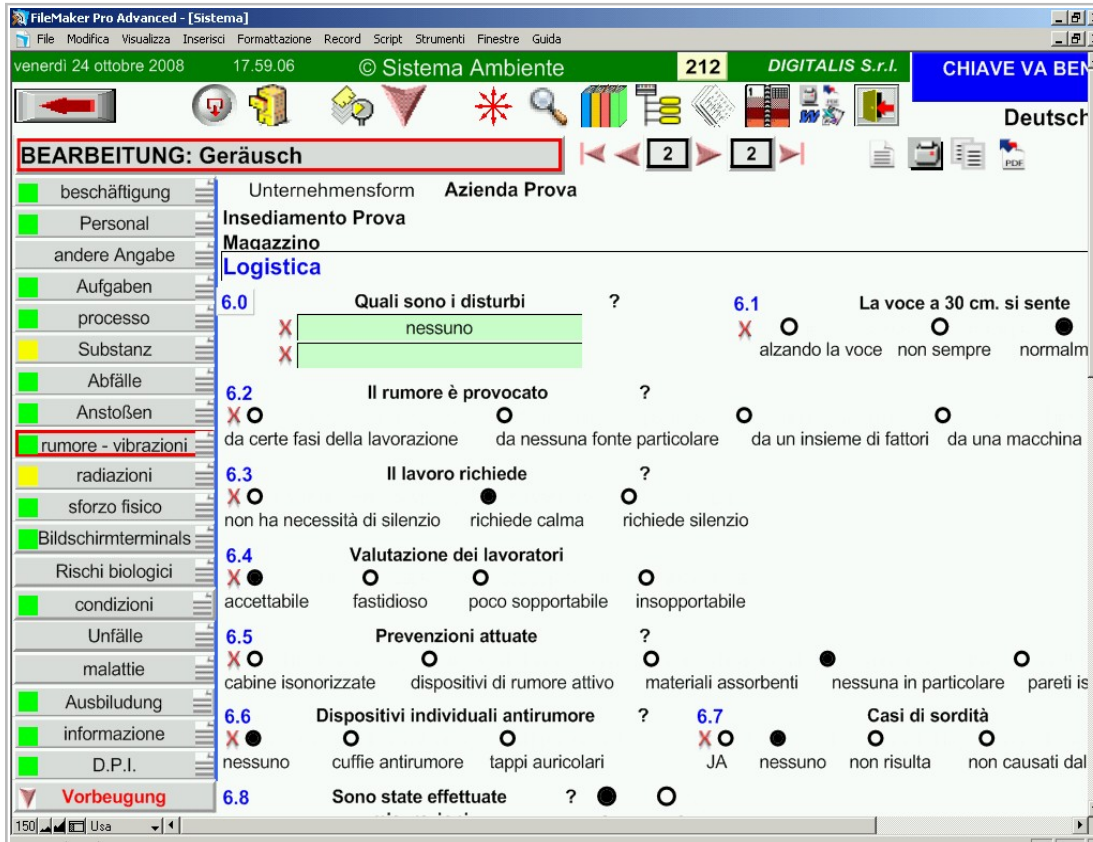 FileMaker Pro Advanced - [Sistema]
File Modifica Visualizza Inserisci Formattazione Record Script Strumenti Finestre Guida
venerdì 24 ottobre 2008 17.59.06 © Sistema Ambiente 212 DIGITALIS S.r.l. CHIAVE VA BEN
Deutsch
BEARBEITUNG: Geräusch 2 2 PDF
beschäftigung
Personal
andere Angabe
Aufgaben
processo
Substanz
Abfälle
Anstoßen
rumore - vibrazioni
radiazioni
sforzo fisico
Bildschirmterminals
Rischi biologici
condizioni
Unfälle
malattie
Ausbiludung
informazione
D.P.I.
Vorbeugung
Unternehmensform Azienda Prova
Insediamento Prova
Magazzino
Logistica
6.0 Quali sono i disturbi ?
X nessuno
X
6.1 La voce a 30 cm. si sente
X
alzando la voce non sempre normalm
6.2 Il rumore è provocato ?
X
da certe fasi della lavorazione da nessuna fonte particolare da un insieme di fattori da una macchina
6.3 Il lavoro richiede ?
X
non ha necessità di silenzio richiede calma richiede silenzio
6.4 Valutazione dei lavoratori
X
accettabile fastidioso poco sopportabile insopportabile
6.5 Prevenzioni attuate ?
X
cabine isonorizzate dispositivi di rumore attivo materiali assorbenti nessuna in particolare pareti is
6.6 Dispositivi individuali antirumore ?
X
nessuno cuffie antirumore tappi auricolari
6.7 Casi di sordità
X
JA nessuno non risulta non causati dal
6.8 Sono state effettuate ?
150 Usa